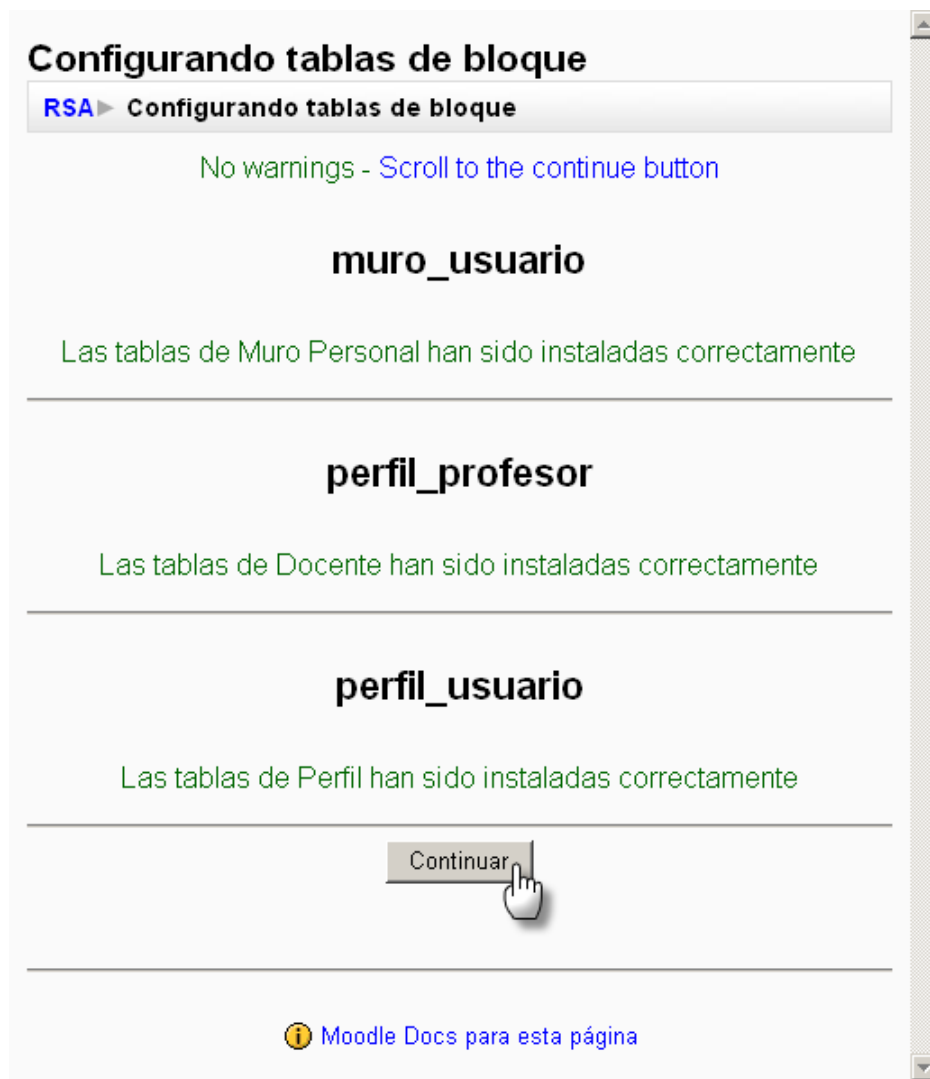 Configurando tablas de bloque
RSA► Configurando tablas de bloque
No warnings - Scroll to the continue button
muro_usuario
Las tablas de Muro Personal han sido instaladas correctamente
perfil_profesor
Las tablas de Docente han sido instaladas correctamente
perfil_usuario
Las tablas de Perfil han sido instaladas correctamente
Continuar
Moodle Docs para esta página